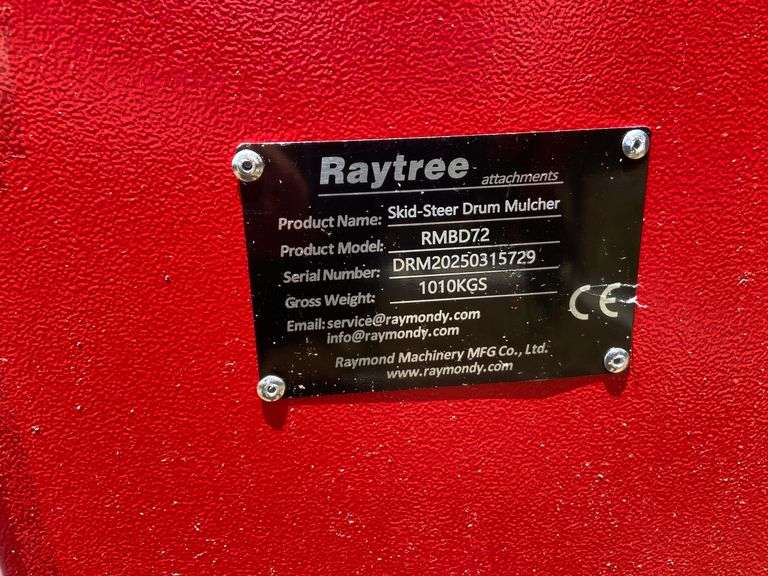 Raytree attachments
Product Name: Skid-Steer Drum Mulcher
Product Model: RMBD72
Serial Number: DRM20250315729
Gross Weight: 1010KGS
Email: service@raymondy.com
info@raymondy.com
CE
Raymond Machinery MFG Co., Ltd.
www.raymondy.com